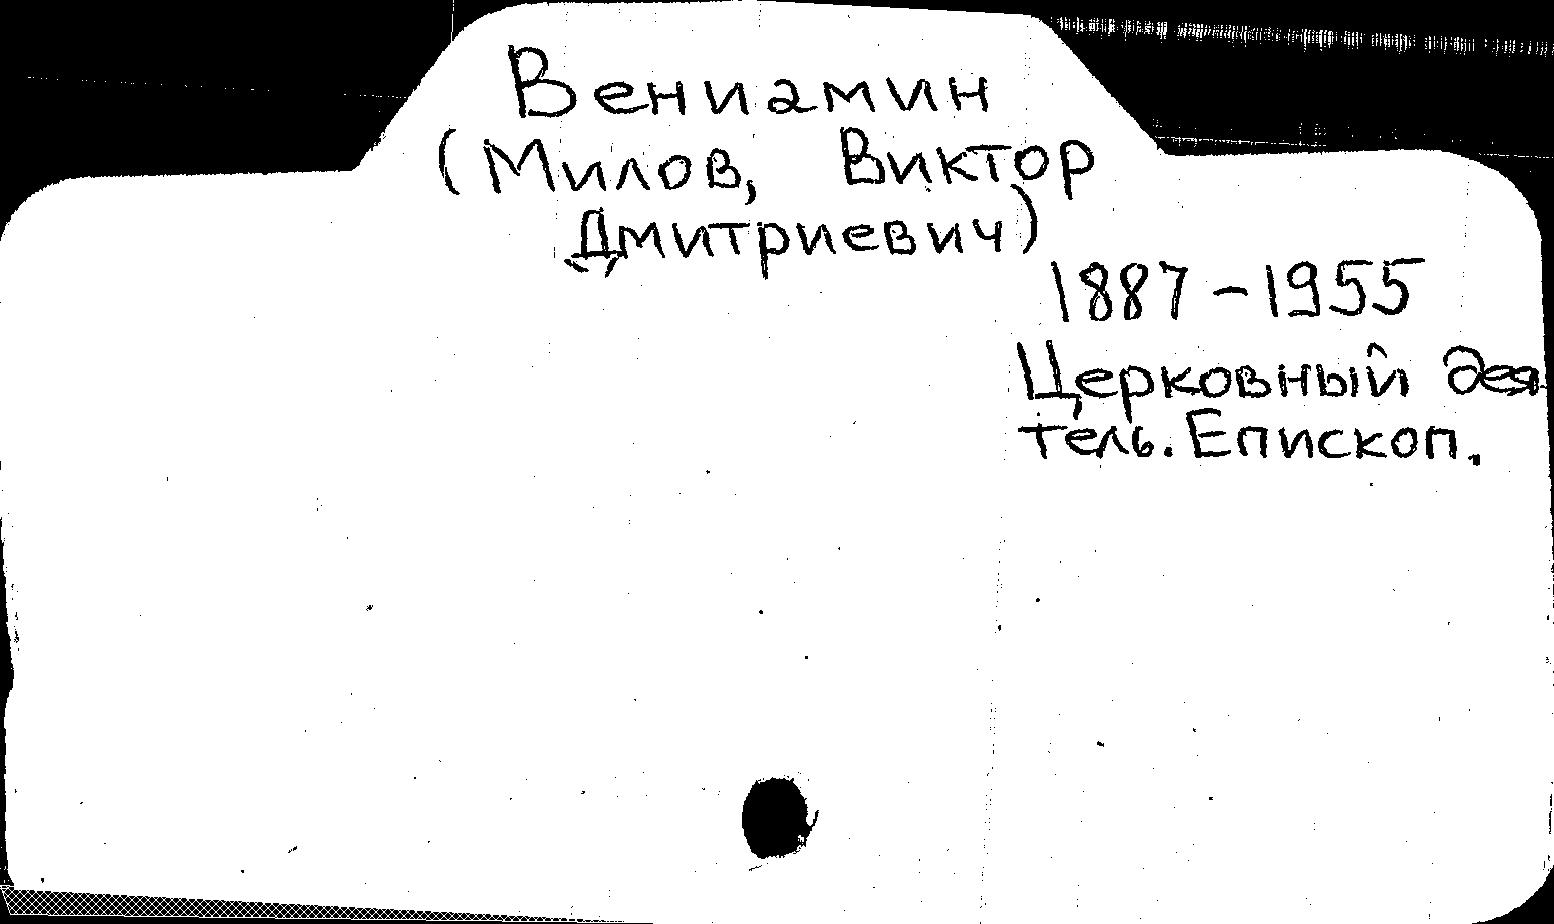 Вениамин
(Милов, Виктор
Дмитриевич)
1887-1955
Церковный дея
тель. Епископ.